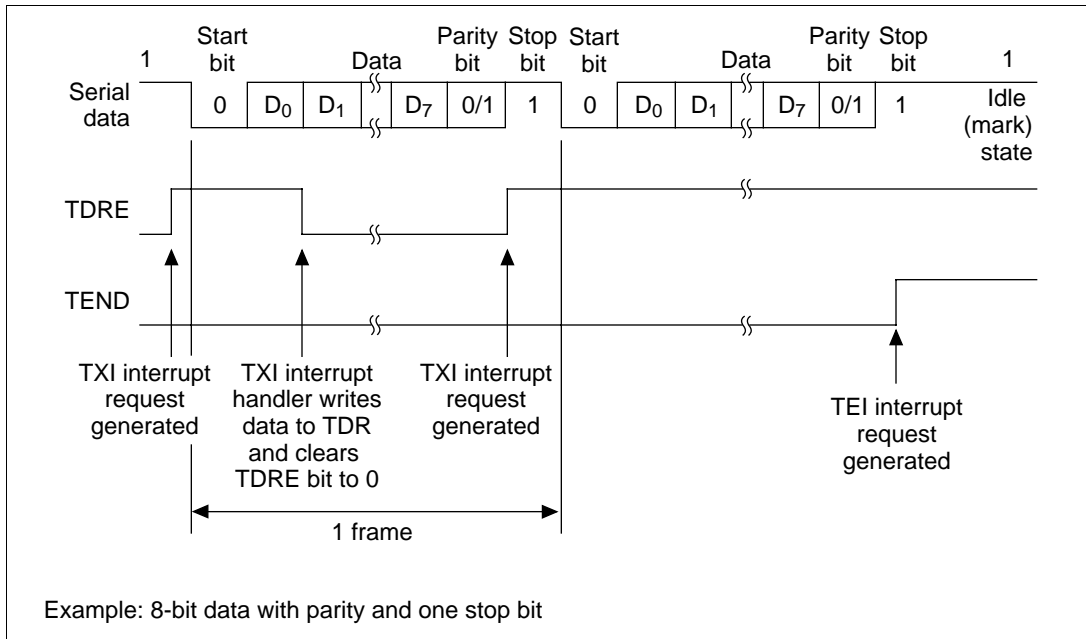 Start
bit
Parity
bit
Stop
bit
Start
bit
Parity
bit
Stop
bit
1
Data
Data
1
Serial
data
0
D0
D1
D7
0/1
1
0
D0
D1
D7
0/1
1
Idle
(mark)
state
TDRE
TEND
TXI interrupt
request
generated
TXI interrupt
handler writes
data to TDR
and clears
TDRE bit to 0
TXI interrupt
request
generated
TEI interrupt
request
generated
1 frame
Example: 8-bit data with parity and one stop bit